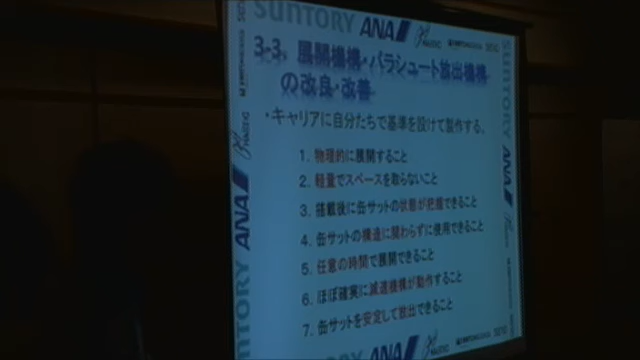 SUNTORY ANA
3-3. 展開機構・パラシュート放出機構
の改良・改善
・キャリアに自分たちで基準を設けて製作する。
1. 物理的に展開すること
2. 軽量でスペースを取らないこと
3. 搭載後に缶サットの状態が把握できること
4. 缶サットの構造に関わらずに使用できること
5. 任意の時間で展開できること
6. ほぼ確実に減速機構が動作すること
7. 缶サットを安定して放出できること
SUNTORY ANA
SUNTORY ANA
SUNTORY ANA